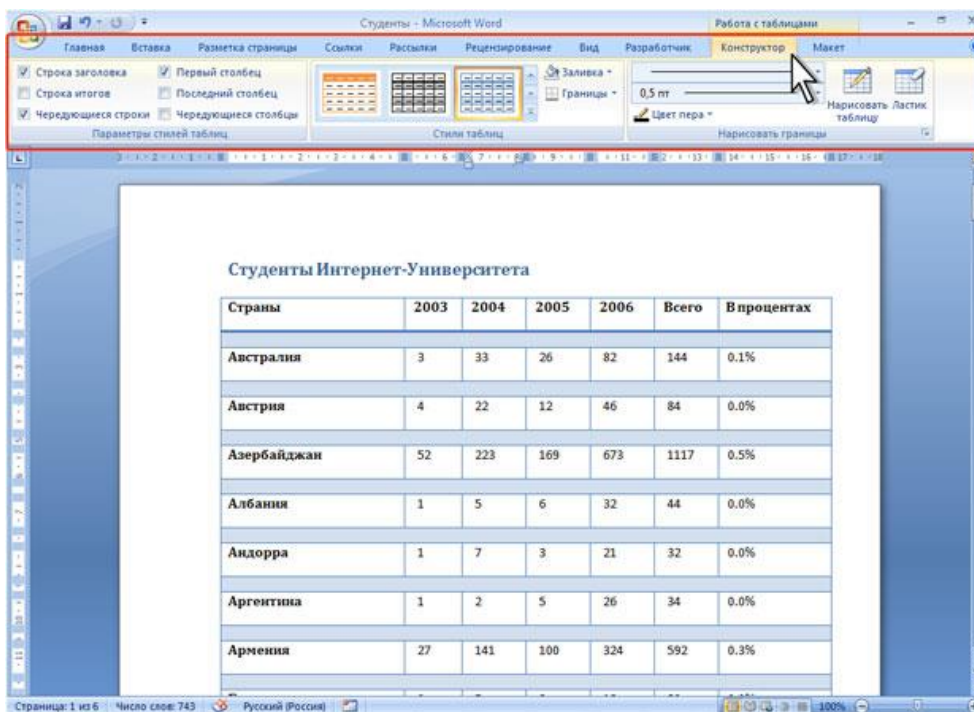 Студенты - Microsoft Word
Работа с таблицами
Главная Вставка Разметка страницы Ссылки Рассылки Рецензирование Вид Разработчик Конструктор Макет
Строка заголовка Первый столбец
Строка итогов Последний столбец
Чередующиеся строки Чередующиеся столбцы
Параметры стилей таблиц
Стили таблиц
Заливка
Границы
0,5 пт
Цвет пера
Нарисовать таблицу
Ластик
Нарисовать границы
Студенты Интернет-Университета
Страны 2003 2004 2005 2006 Всего В процентах
Австралия 3 33 26 82 144 0.1%
Австрия 4 22 12 46 84 0.0%
Азербайджан 52 223 169 673 1117 0.5%
Албания 1 5 6 32 44 0.0%
Андорра 1 7 3 21 32 0.0%
Аргентина 1 2 5 26 34 0.0%
Армения 27 141 100 324 592 0.3%
Страница: 1 из 6 Число слов: 743 Русский (Россия) 100%